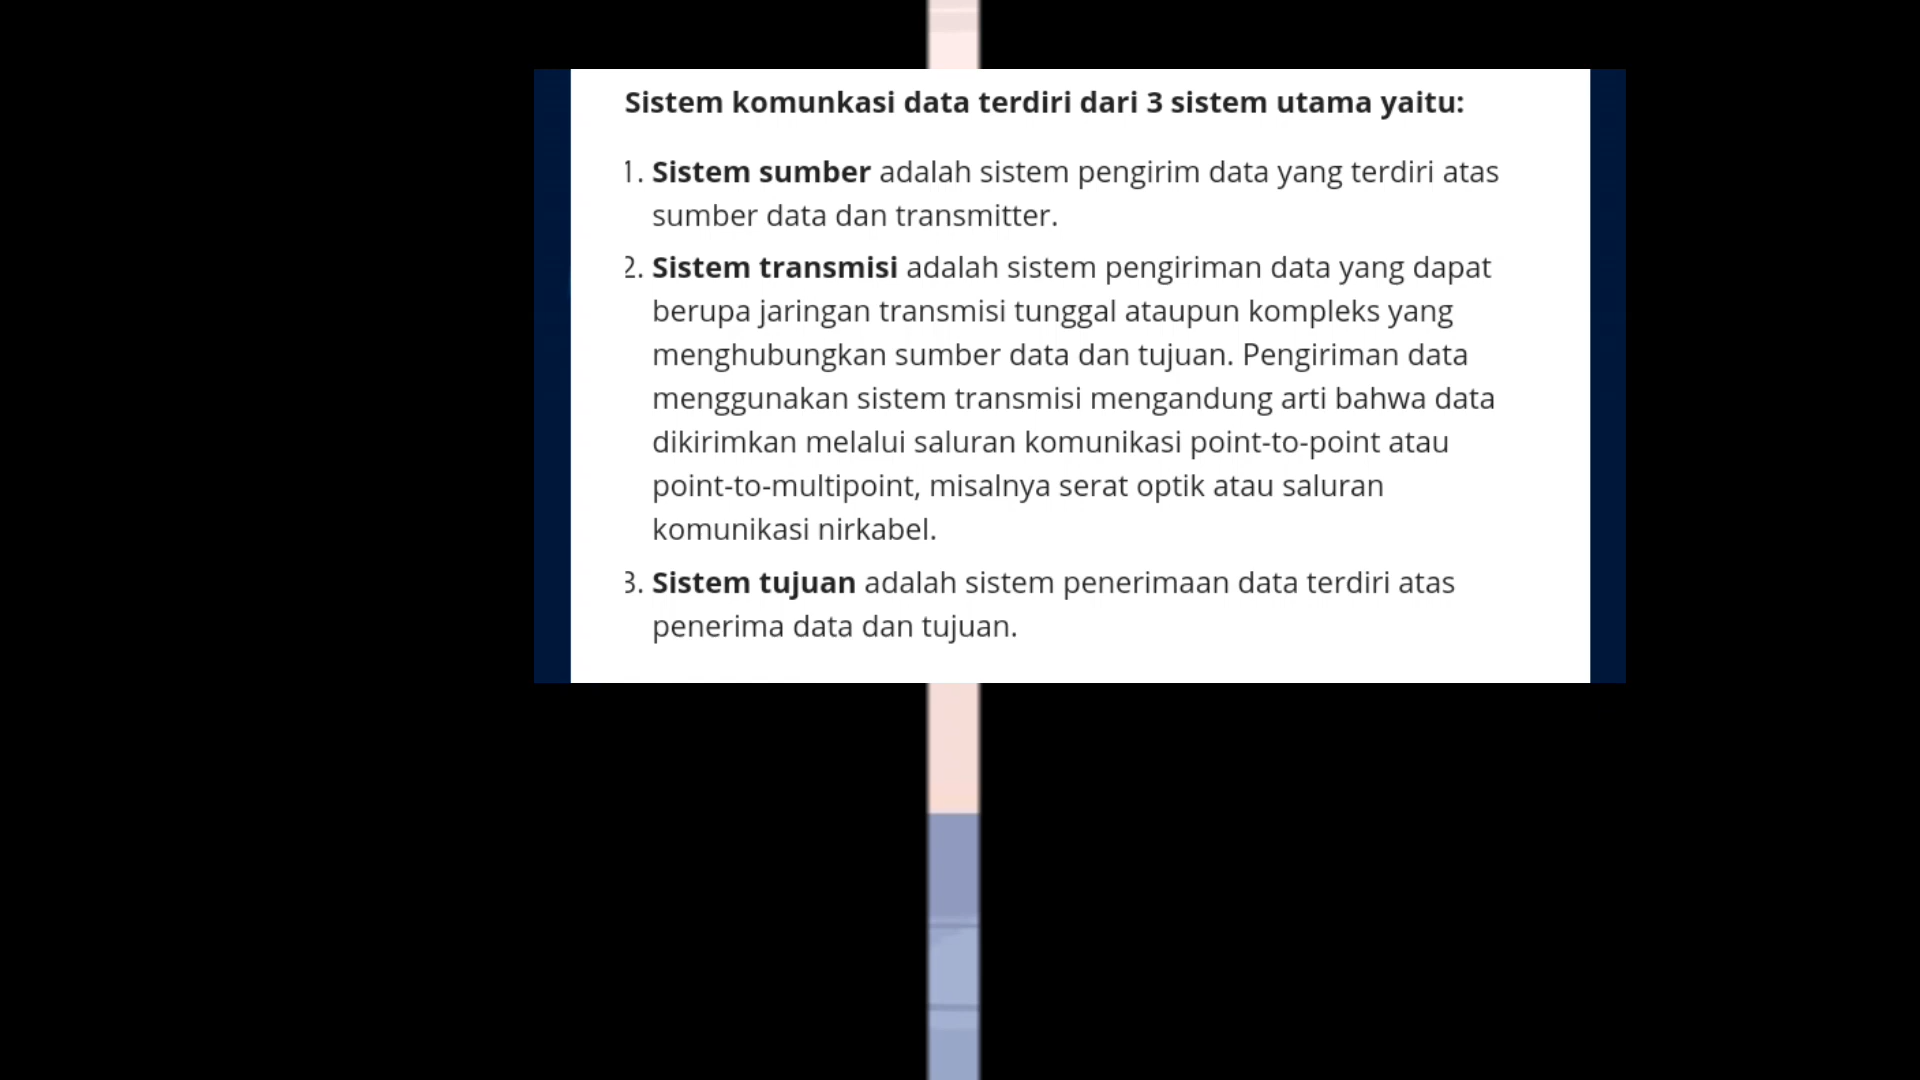 Sistem komunkasi data terdiri dari 3 sistem utama yaitu:
1. Sistem sumber adalah sistem pengirim data yang terdiri atas
sumber data dan transmitter.
2. Sistem transmisi adalah sistem pengiriman data yang dapat
berupa jaringan transmisi tunggal ataupun kompleks yang
menghubungkan sumber data dan tujuan. Pengiriman data
menggunakan sistem transmisi mengandung arti bahwa data
dikirimkan melalui saluran komunikasi point-to-point atau
point-to-multipoint, misalnya serat optik atau saluran
komunikasi nirkabel.
3. Sistem tujuan adalah sistem penerimaan data terdiri atas
penerima data dan tujuan.